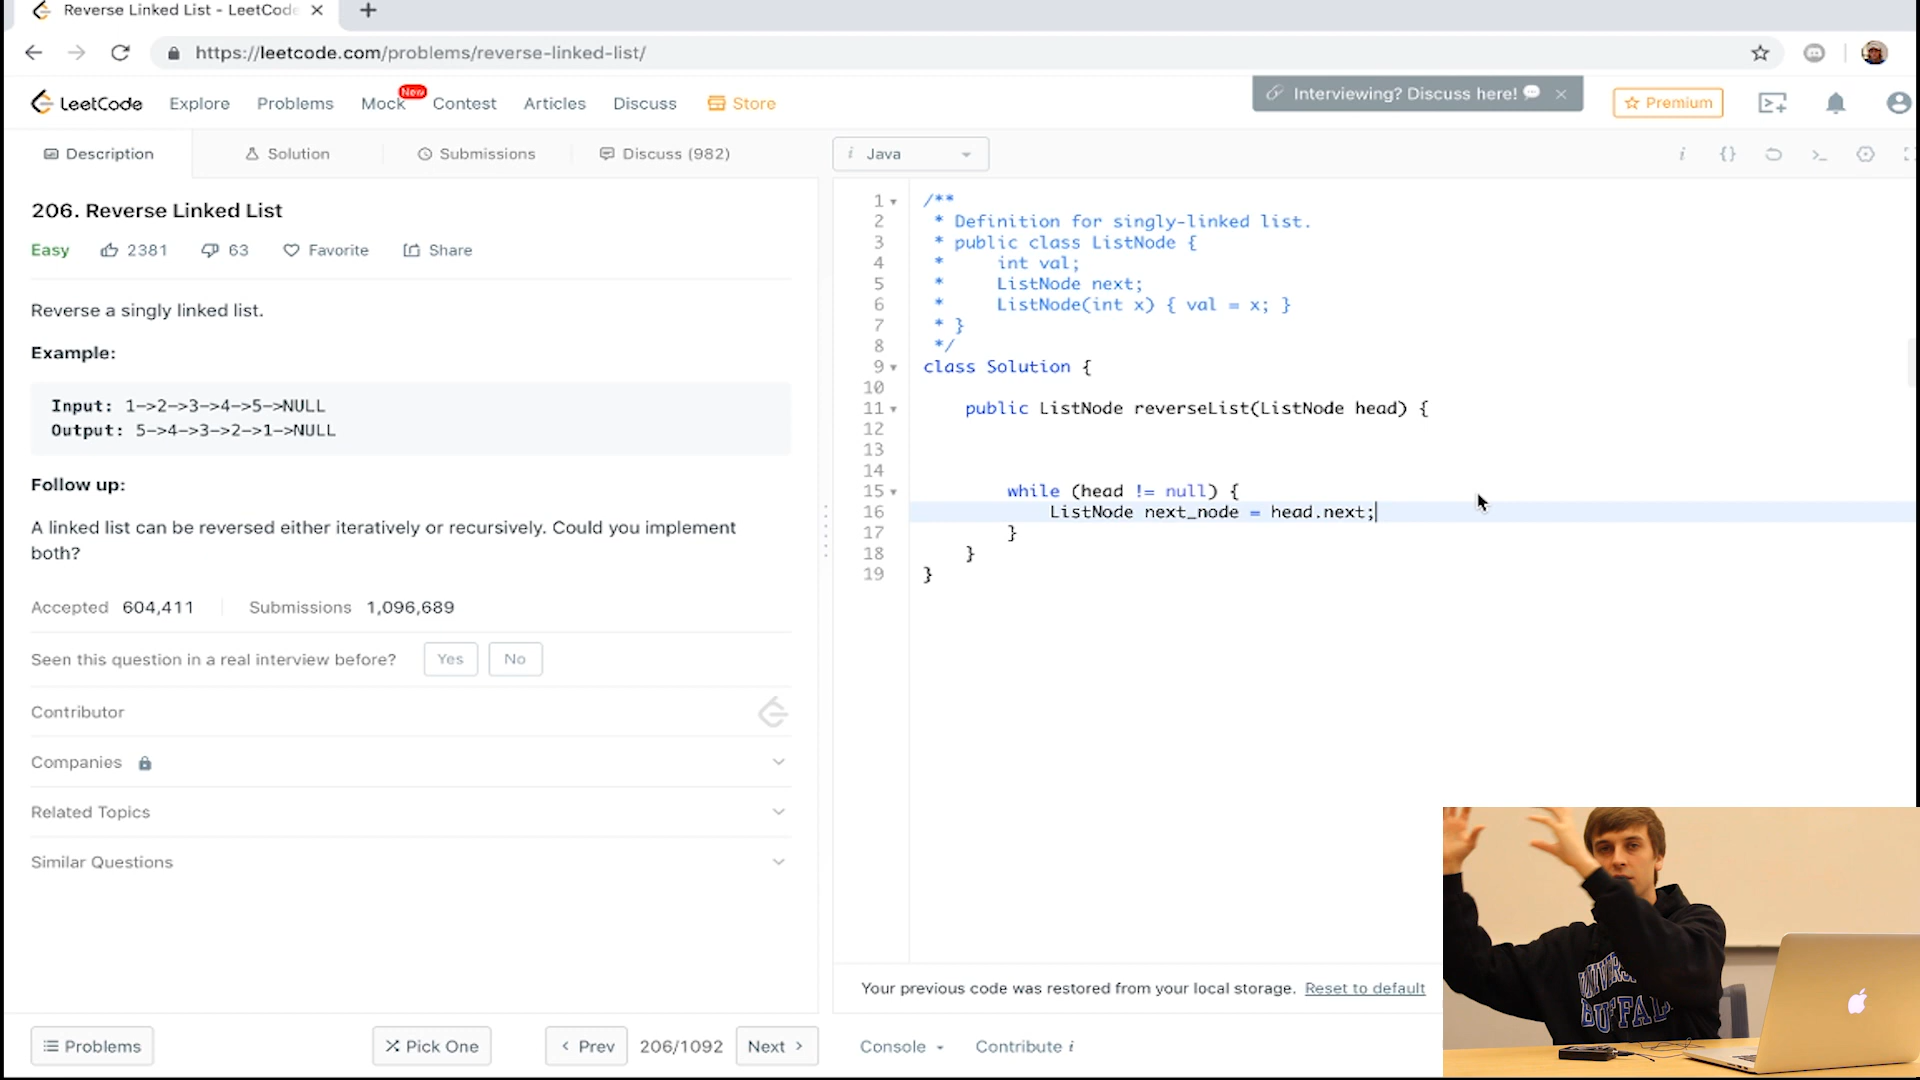 Reverse Linked List - LeetCode
https://leetcode.com/problems/reverse-linked-list/
LeetCode Explore Problems Mock New Contest Articles Discuss Store
Interviewing? Discuss here!
Premium
Description Solution Submissions Discuss (982)
i Java
206. Reverse Linked List
Easy 2381 63 Favorite Share
Reverse a singly linked list.
Example:
Input: 1->2->3->4->5->NULL
Output: 5->4->3->2->1->NULL
Follow up:
A linked list can be reversed either iteratively or recursively. Could you implement
both?
Accepted 604,411 Submissions 1,096,689
Seen this question in a real interview before? Yes No
Contributor
Companies
Related Topics
Similar Questions
Problems Pick One < Prev 206/1092 Next >
1 /**
2  * Definition for singly-linked list.
3  * public class ListNode {
4  *     int val;
5  *     ListNode next;
6  *     ListNode(int x) { val = x; }
7  * }
8  */
9 class Solution {
10
11     public ListNode reverseList(ListNode head) {
12
13
14
15         while (head != null) {
16             ListNode next_node = head.next;
17         }
18     }
19 }
Your previous code was restored from your local storage. Reset to default
Console Contribute i
BUFFAL